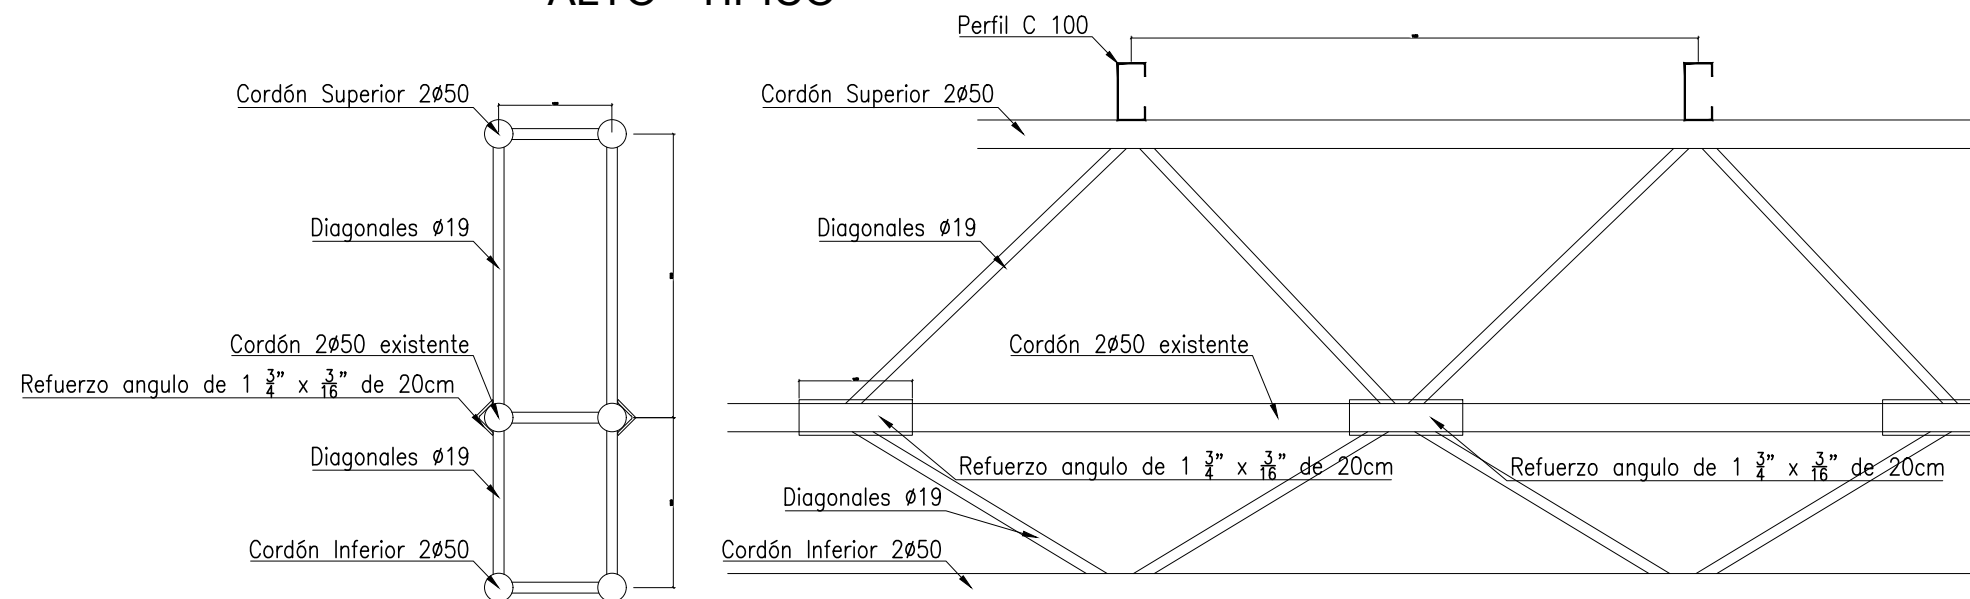 Perfil C 100
Cordón Superior 2ø50
Cordón Superior 2ø50
Diagonales ø19
Diagonales ø19
Cordón 2ø50 existente
Cordón 2ø50 existente
Refuerzo angulo de 1 3/4" x 3/16" de 20cm
Diagonales ø19
Refuerzo angulo de 1 3/4" x 3/16" de 20cm
Refuerzo angulo de 1 3/4" x 3/16" de 20cm
Diagonales ø19
Cordón Inferior 2ø50
Cordón Inferior 2ø50